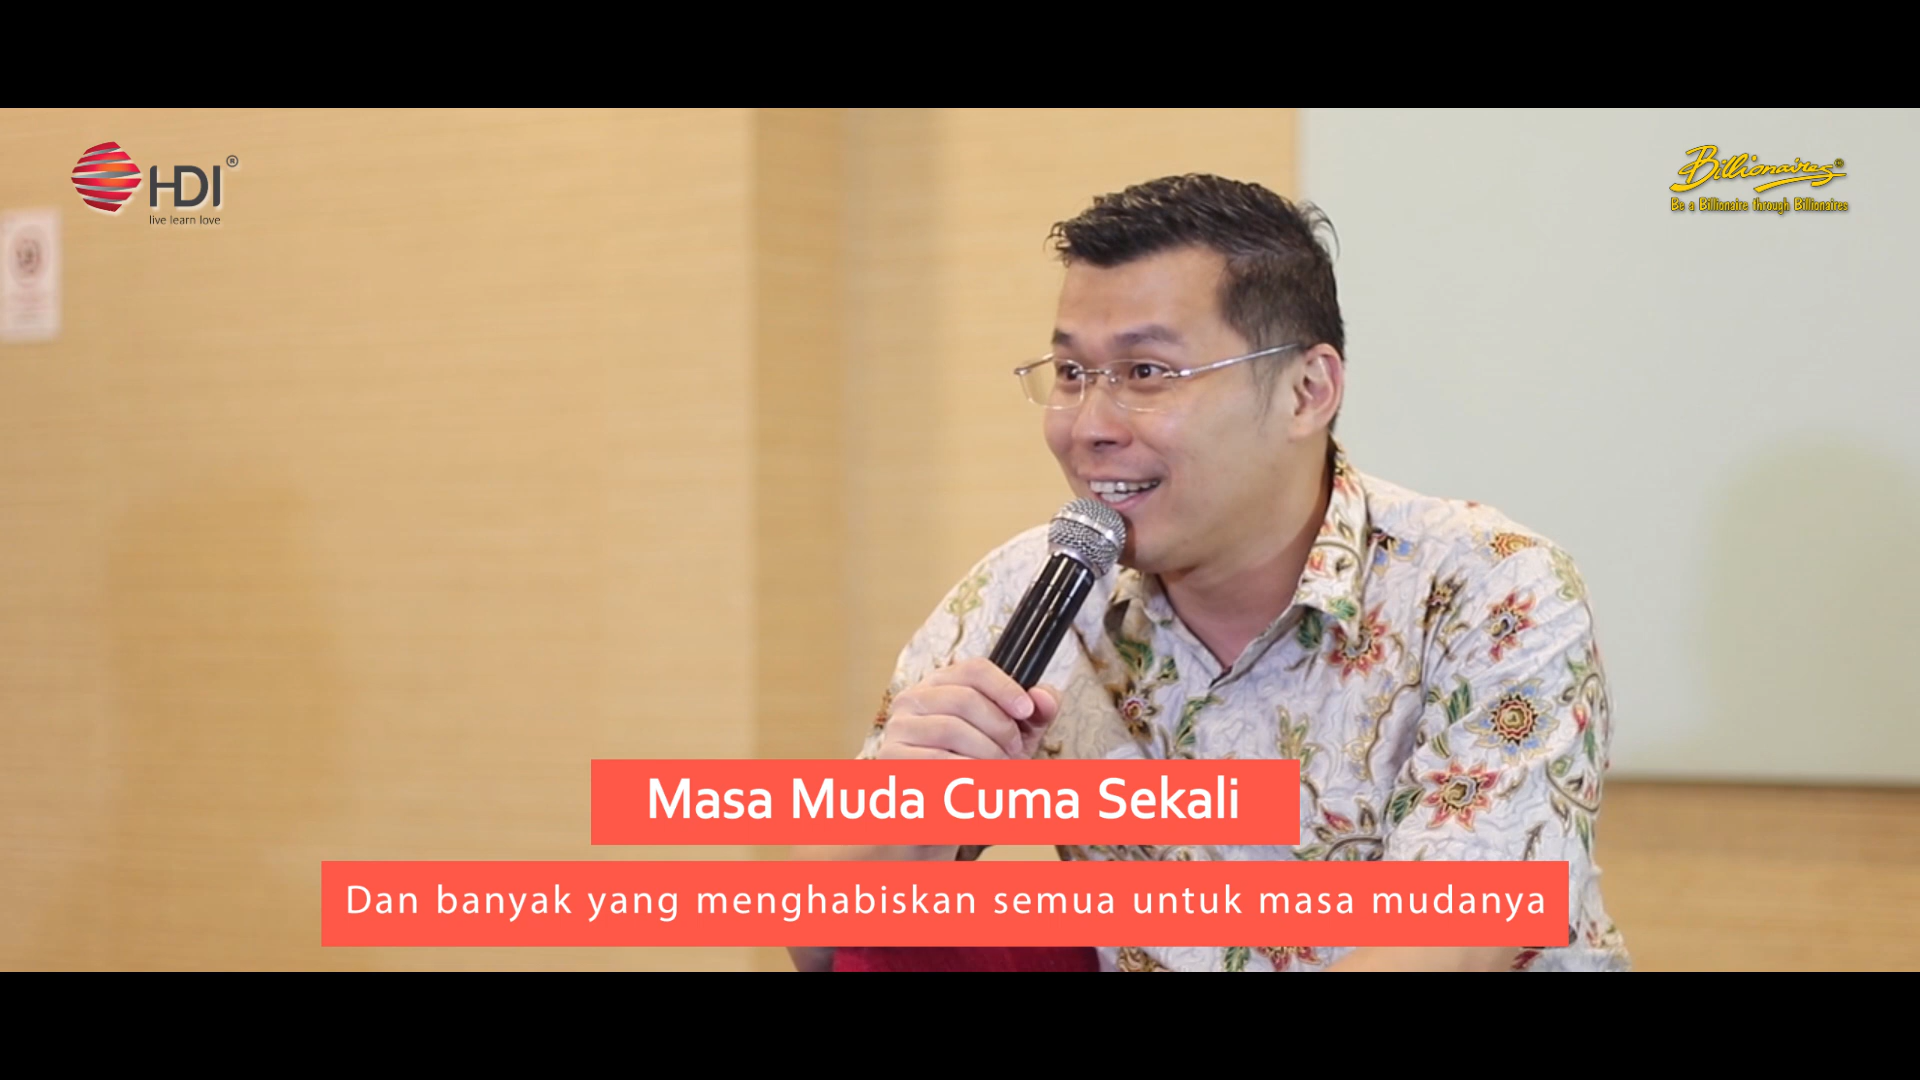 HDI®
live learn love
Billionaires
Be a Billionaire through Billionaires
Masa Muda Cuma Sekali
Dan banyak yang menghabiskan semua untuk masa mudanya